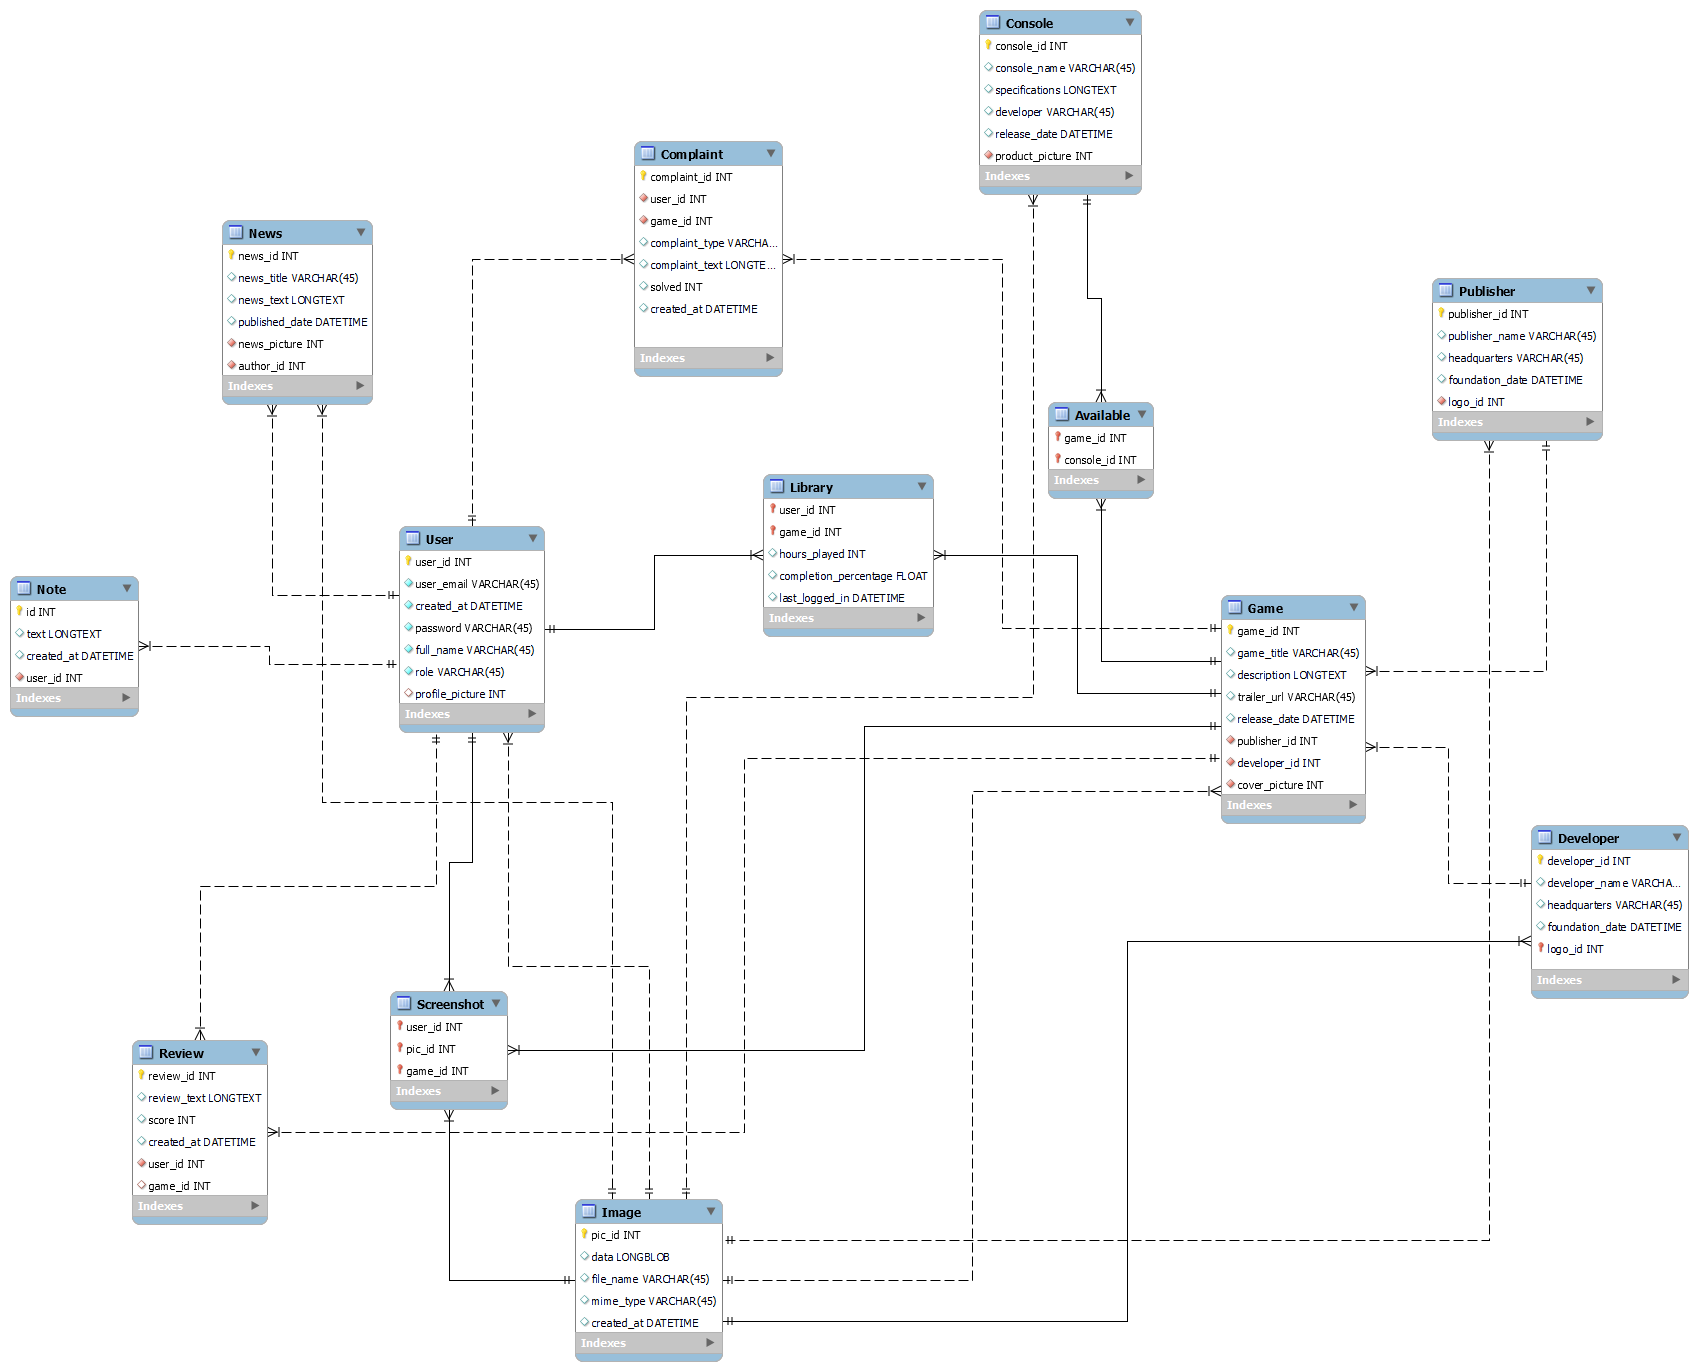 Console
console_id INT
console_name VARCHAR(45)
specifications LONGTEXT
developer VARCHAR(45)
release_date DATETIME
product_picture INT
Indexes
Complaint
complaint_id INT
user_id INT
game_id INT
complaint_type VARCHA...
complaint_text LONGTE...
solved INT
created_at DATETIME
Indexes
News
news_id INT
news_title VARCHAR(45)
news_text LONGTEXT
published_date DATETIME
news_picture INT
author_id INT
Indexes
Publisher
publisher_id INT
publisher_name VARCHAR(45)
headquarters VARCHAR(45)
foundation_date DATETIME
logo_id INT
Indexes
Available
game_id INT
console_id INT
Indexes
Library
user_id INT
game_id INT
hours_played INT
completion_percentage FLOAT
last_logged_in DATETIME
Indexes
User
user_id INT
user_email VARCHAR(45)
created_at DATETIME
password VARCHAR(45)
full_name VARCHAR(45)
role VARCHAR(45)
profile_picture INT
Indexes
Note
id INT
text LONGTEXT
created_at DATETIME
user_id INT
Indexes
Game
game_id INT
game_title VARCHAR(45)
description LONGTEXT
trailer_url VARCHAR(45)
release_date DATETIME
publisher_id INT
developer_id INT
cover_picture INT
Indexes
Developer
developer_id INT
developer_name VARCHA...
headquarters VARCHAR(45)
foundation_date DATETIME
logo_id INT
Indexes
Screenshot
user_id INT
pic_id INT
game_id INT
Indexes
Review
review_id INT
review_text LONGTEXT
score INT
created_at DATETIME
user_id INT
game_id INT
Indexes
Image
pic_id INT
data LONGBLOB
file_name VARCHAR(45)
mime_type VARCHAR(45)
created_at DATETIME
Indexes